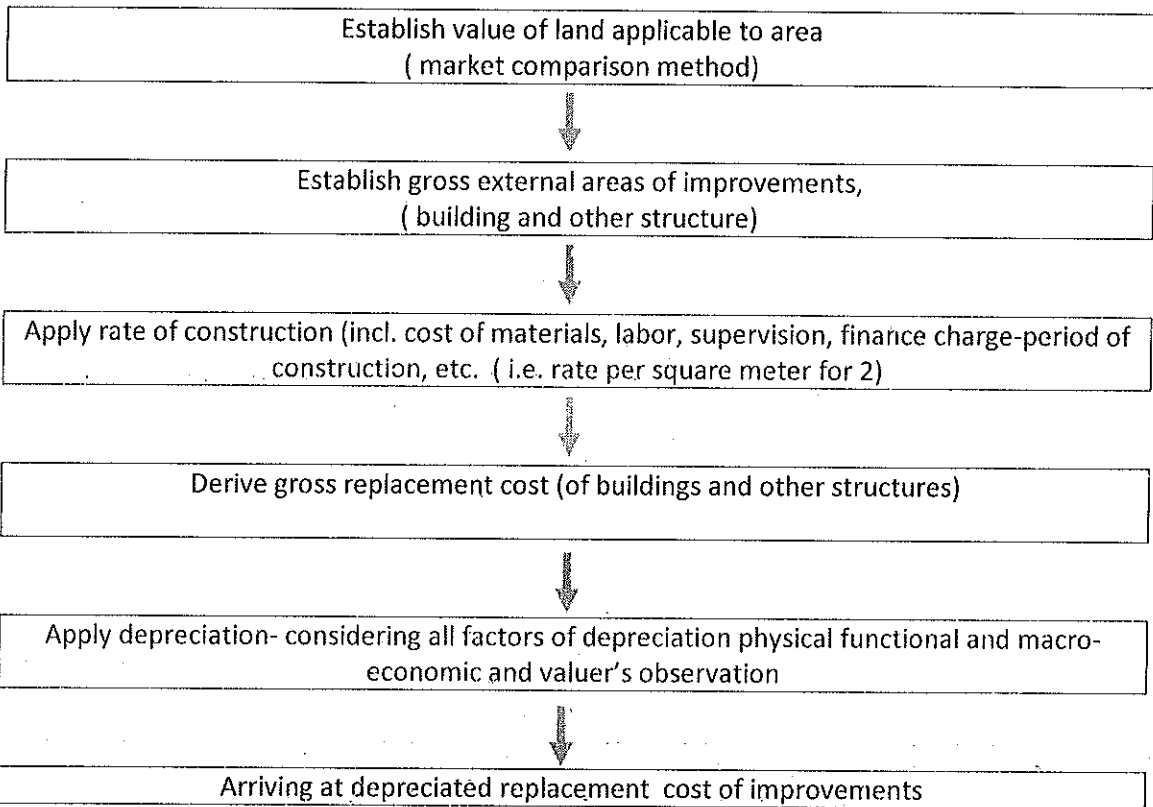 Establish value of land applicable to area
( market comparison method)
Establish gross external areas of improvements,
( building and other structure)
Apply rate of construction (incl. cost of materials, labor, supervision, finance charge-period of
construction, etc. ( i.e. rate per square meter for 2)
Derive gross replacement cost (of buildings and other structures)
Apply depreciation- considering all factors of depreciation physical functional and macro-
economic and valuer's observation
Arriving at depreciated replacement cost of improvements